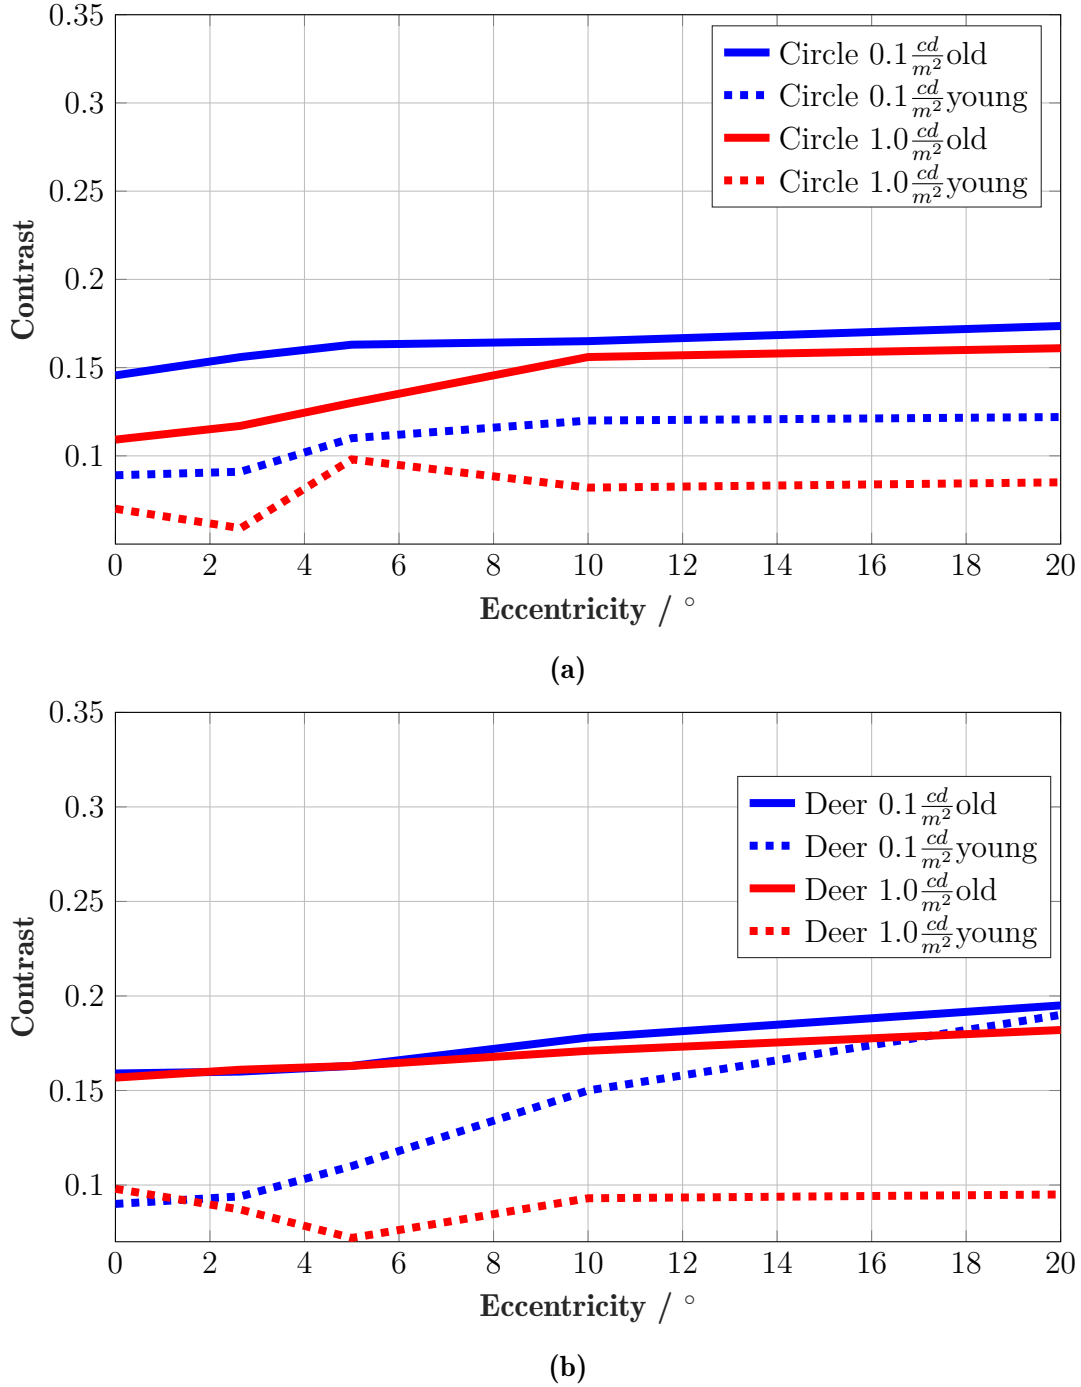 0.35
0.3
0.25
0.2
0.15
0.1
Contrast
Circle 0.1 cd/m² old
Circle 0.1 cd/m² young
Circle 1.0 cd/m² old
Circle 1.0 cd/m² young
0 2 4 6 8 10 12 14 16 18 20
Eccentricity / °
(a)
0.35
0.3
0.25
0.2
0.15
0.1
Contrast
Deer 0.1 cd/m² old
Deer 0.1 cd/m² young
Deer 1.0 cd/m² old
Deer 1.0 cd/m² young
0 2 4 6 8 10 12 14 16 18 20
Eccentricity / °
(b)